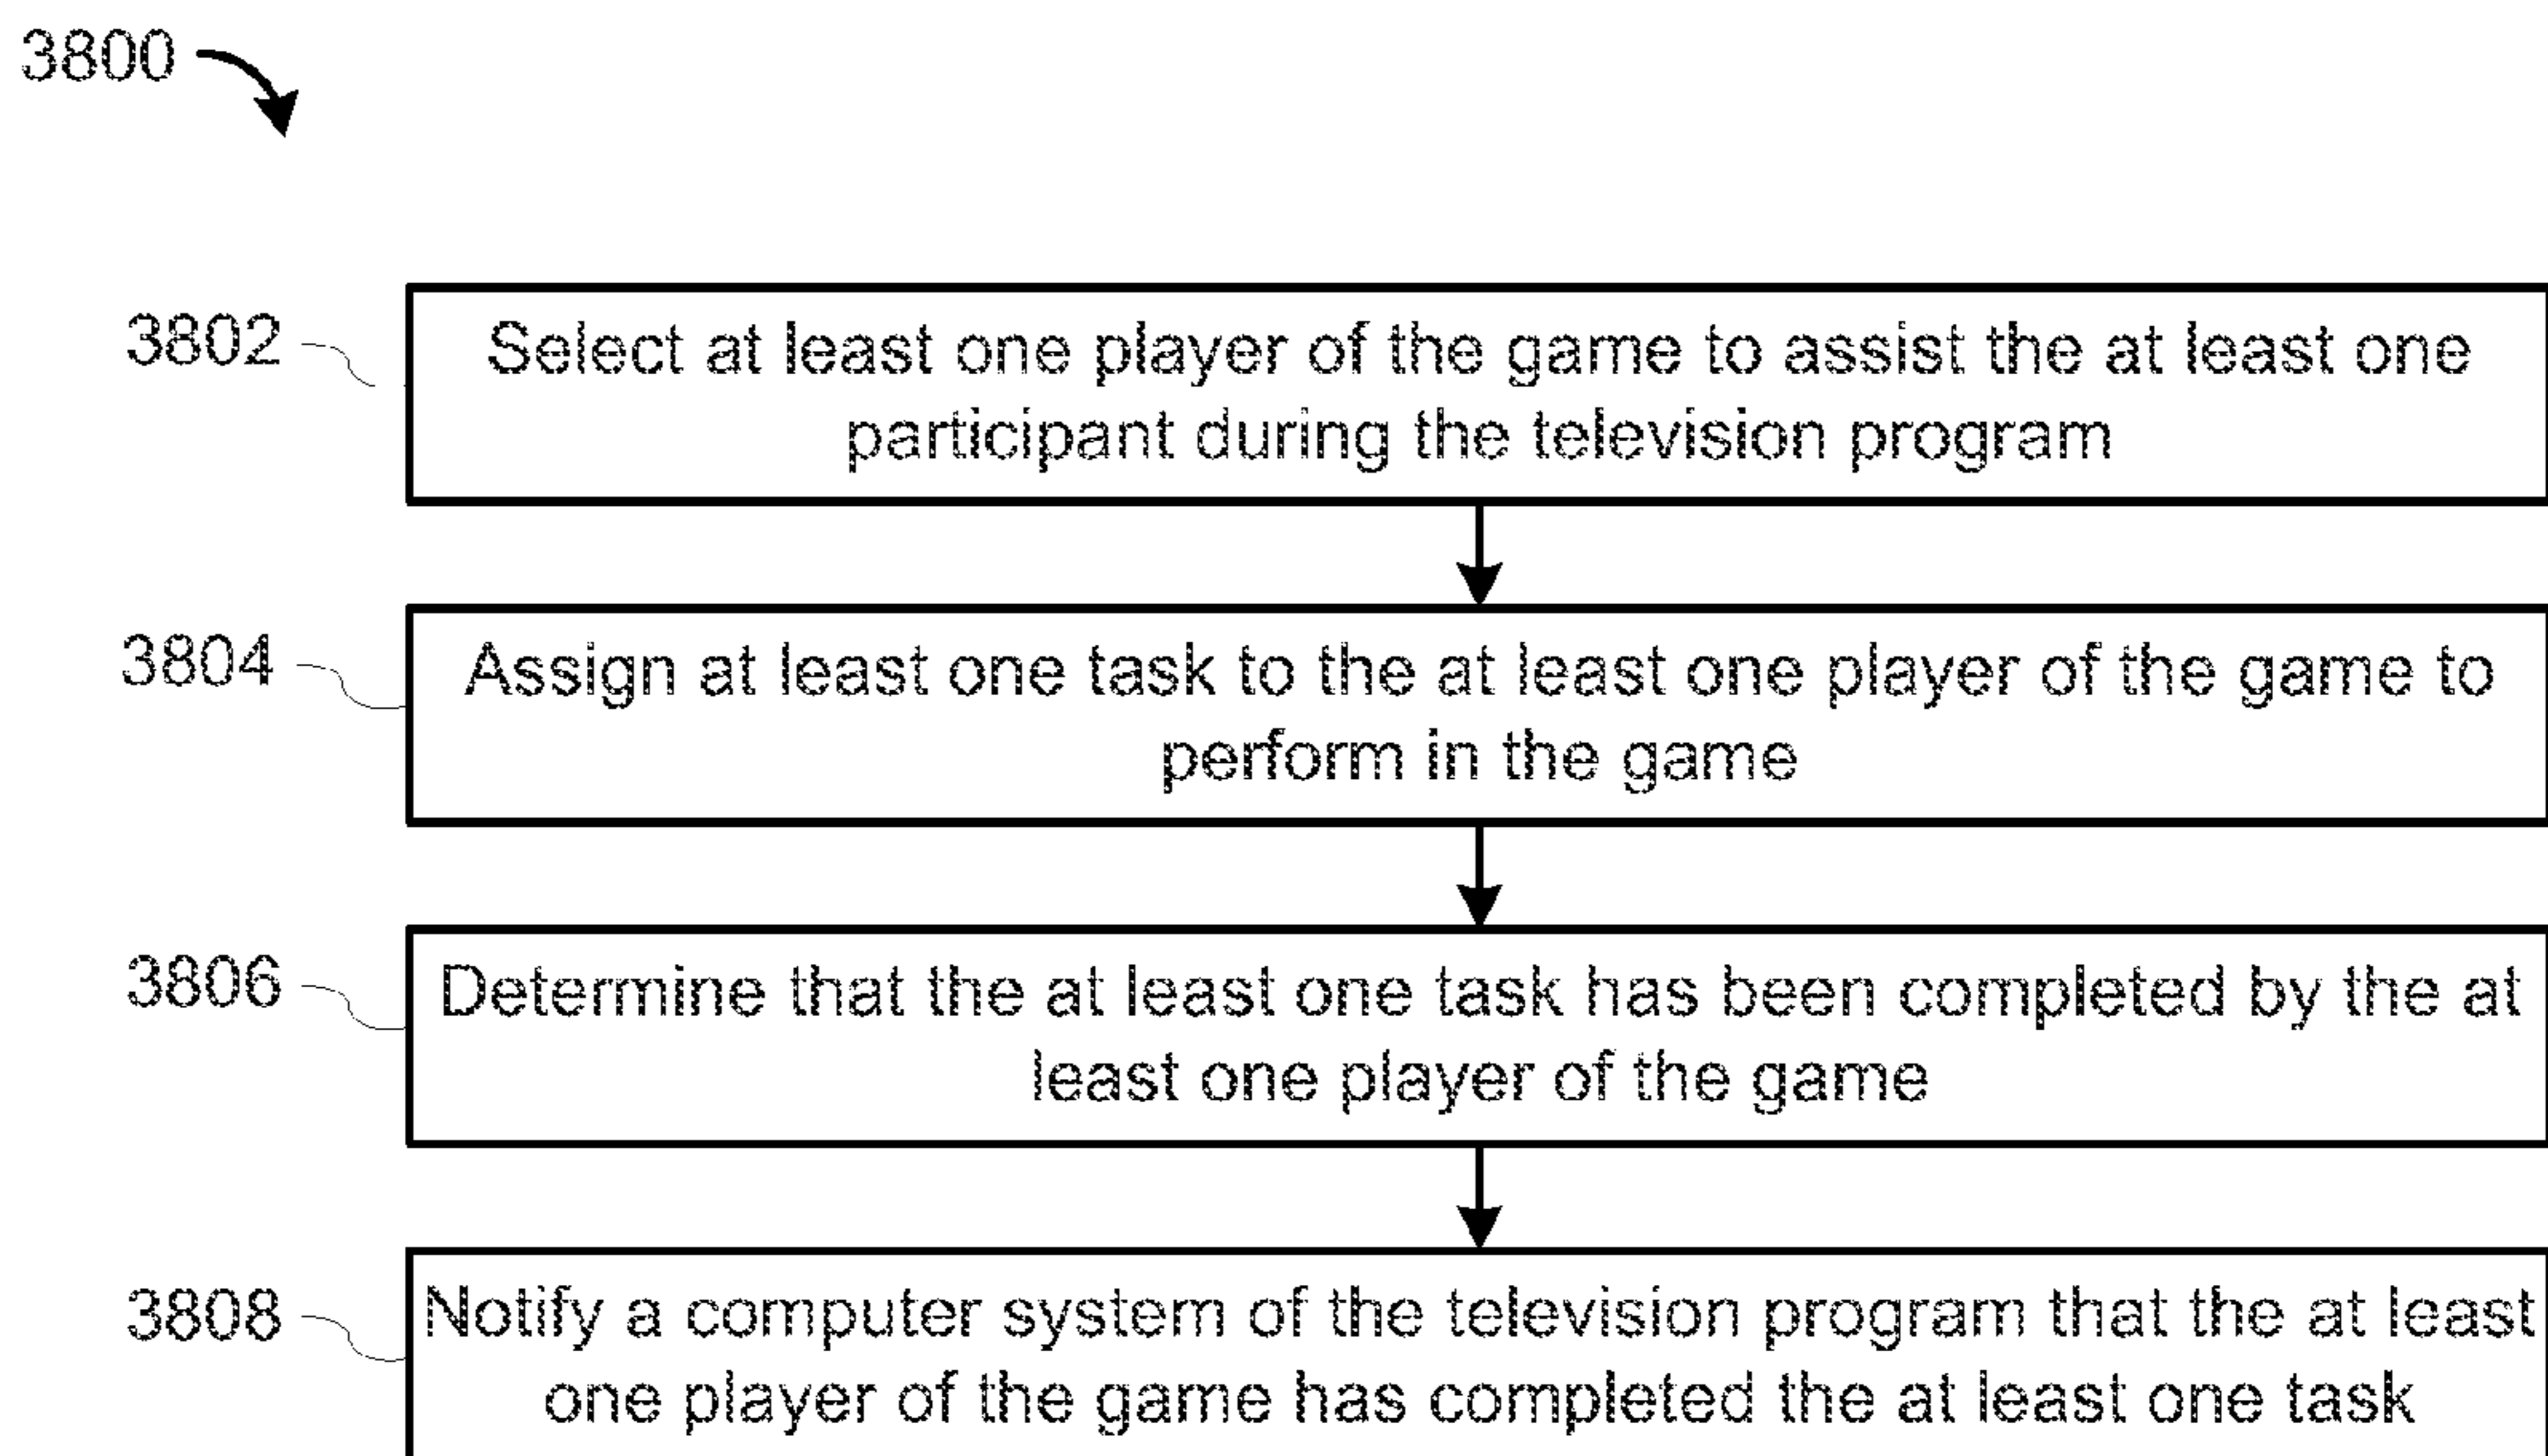 3800
3802
Select at least one player of the game to assist the at least one
participant during the television program
3804
Assign at least one task to the at least one player of the game to
perform in the game
3806
Determine that the at least one task has been completed by the at
least one player of the game
3808
Notify a computer system of the television program that the at least
one player of the game has completed the at least one task